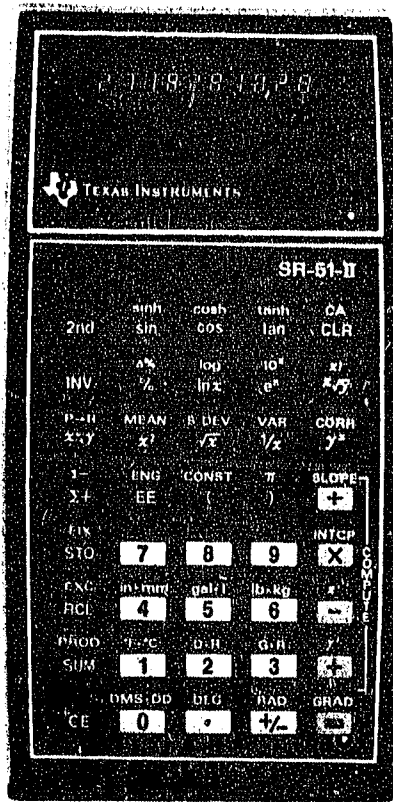 TEXAS INSTRUMENTS
SR-51-II
sinh cosh tanh CA
2nd sin cos tan CLR
Δ% log 10ˣ x!
INV % lnx eˣ ˣ√y
P→R MEAN S.DEV VAR CORR
x:y x² √x 1/x yˣ
Σ- ENG CONST π SLOPE
Σ+ EE ( ) ÷
FIX INTCP
STO 7 8 9 X
EXC in·mm gal·l lb·kg
RCL 4 5 6 −
PROD D·R G·R
SUM 1 2 3 +
DMS·DD DEG RAD GRAD
CE 0 . +/− =
COMPUTE